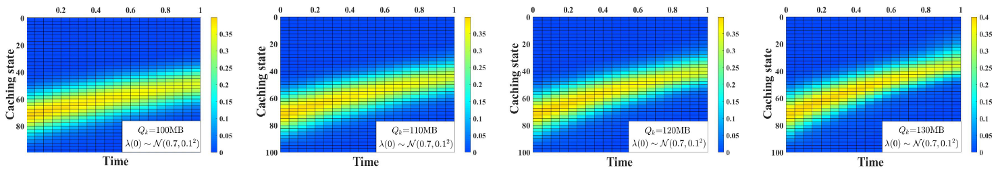 0.2 0.4 0.6 0.8 1
0
20
40
60
80
Caching state
Time
Q_k=100MB
λ(0) ∼ N(0.7, 0.1²)
0.35
0.3
0.25
0.2
0.15
0.1
0.05
0
0 0.2 0.4 0.6 0.8 1
0
20
40
60
80
100
Caching state
Time
Q_k=110MB
λ(0) ∼ N(0.7, 0.1²)
0.35
0.3
0.25
0.2
0.15
0.1
0.05
0
0 0.2 0.4 0.6 0.8 1
0
20
40
60
80
100
Caching state
Time
Q_k=120MB
λ(0) ∼ N(0.7, 0.1²)
0.35
0.3
0.25
0.2
0.15
0.1
0.05
0
0 0.2 0.4 0.6 0.8 1
0
20
40
60
80
100
Caching state
Time
Q_k=130MB
λ(0) ∼ N(0.7, 0.1²)
0.4
0.35
0.3
0.25
0.2
0.15
0.1
0.05
0